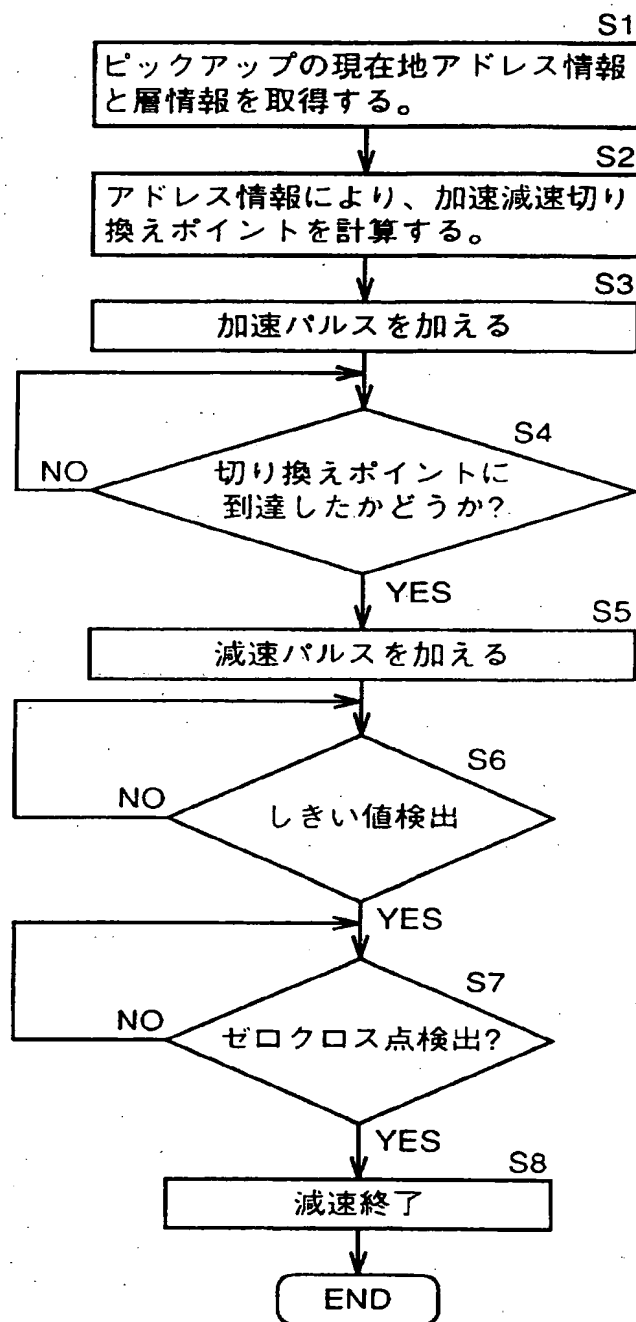 S1
ピックアップの現在地アドレス情報
と層情報を取得する。
S2
アドレス情報により、加速減速切り
換えポイントを計算する。
S3
加速パルスを加える
S4
切り換えポイントに
到達したかどうか?
NO
YES
S5
減速パルスを加える
S6
しきい値検出
NO
YES
S7
ゼロクロス点検出?
NO
YES
S8
減速終了
END